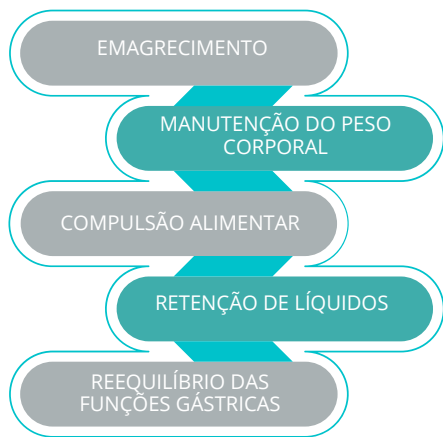 EMAGRECIMENTO
MANUTENÇÃO DO PESO
CORPORAL
COMPULSÃO ALIMENTAR
RETENÇÃO DE LÍQUIDOS
REEQUILÍBRIO DAS
FUNÇÕES GÁSTRICAS